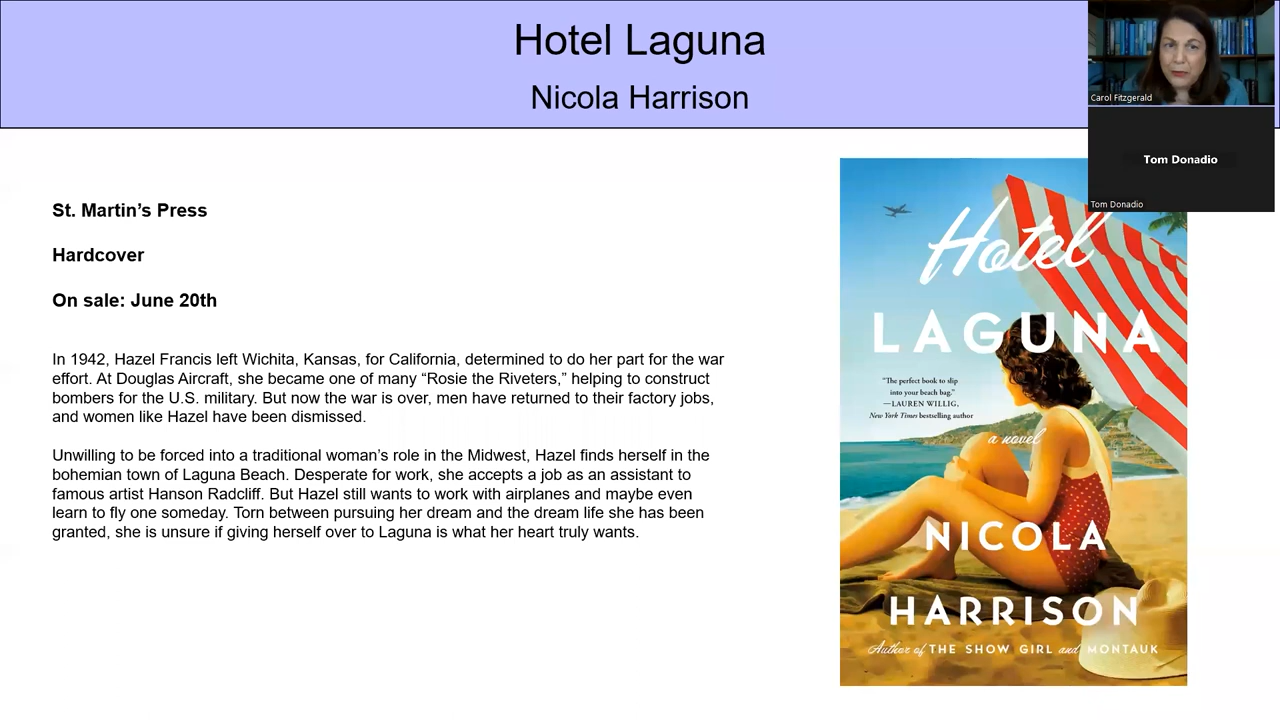 Hotel Laguna
Nicola Harrison
Carol Fitzgerald
Tom Donadio
Tom Donadio
St. Martin’s Press
Hardcover
On sale: June 20th
In 1942, Hazel Francis left Wichita, Kansas, for California, determined to do her part for the war
effort. At Douglas Aircraft, she became one of many “Rosie the Riveters,” helping to construct
bombers for the U.S. military. But now the war is over, men have returned to their factory jobs,
and women like Hazel have been dismissed.
Unwilling to be forced into a traditional woman’s role in the Midwest, Hazel finds herself in the
bohemian town of Laguna Beach. Desperate for work, she accepts a job as an assistant to
famous artist Hanson Radcliff. But Hazel still wants to work with airplanes and maybe even
learn to fly one someday. Torn between pursuing her dream and the dream life she has been
granted, she is unsure if giving herself over to Laguna is what her heart truly wants.
Hotel
LAGUNA
“The perfect book to slip
into your beach bag.”
—LAUREN WILLIG,
New York Times bestselling author
a novel
NICOLA
HARRISON
Author of THE SHOW GIRL and MONTAUK